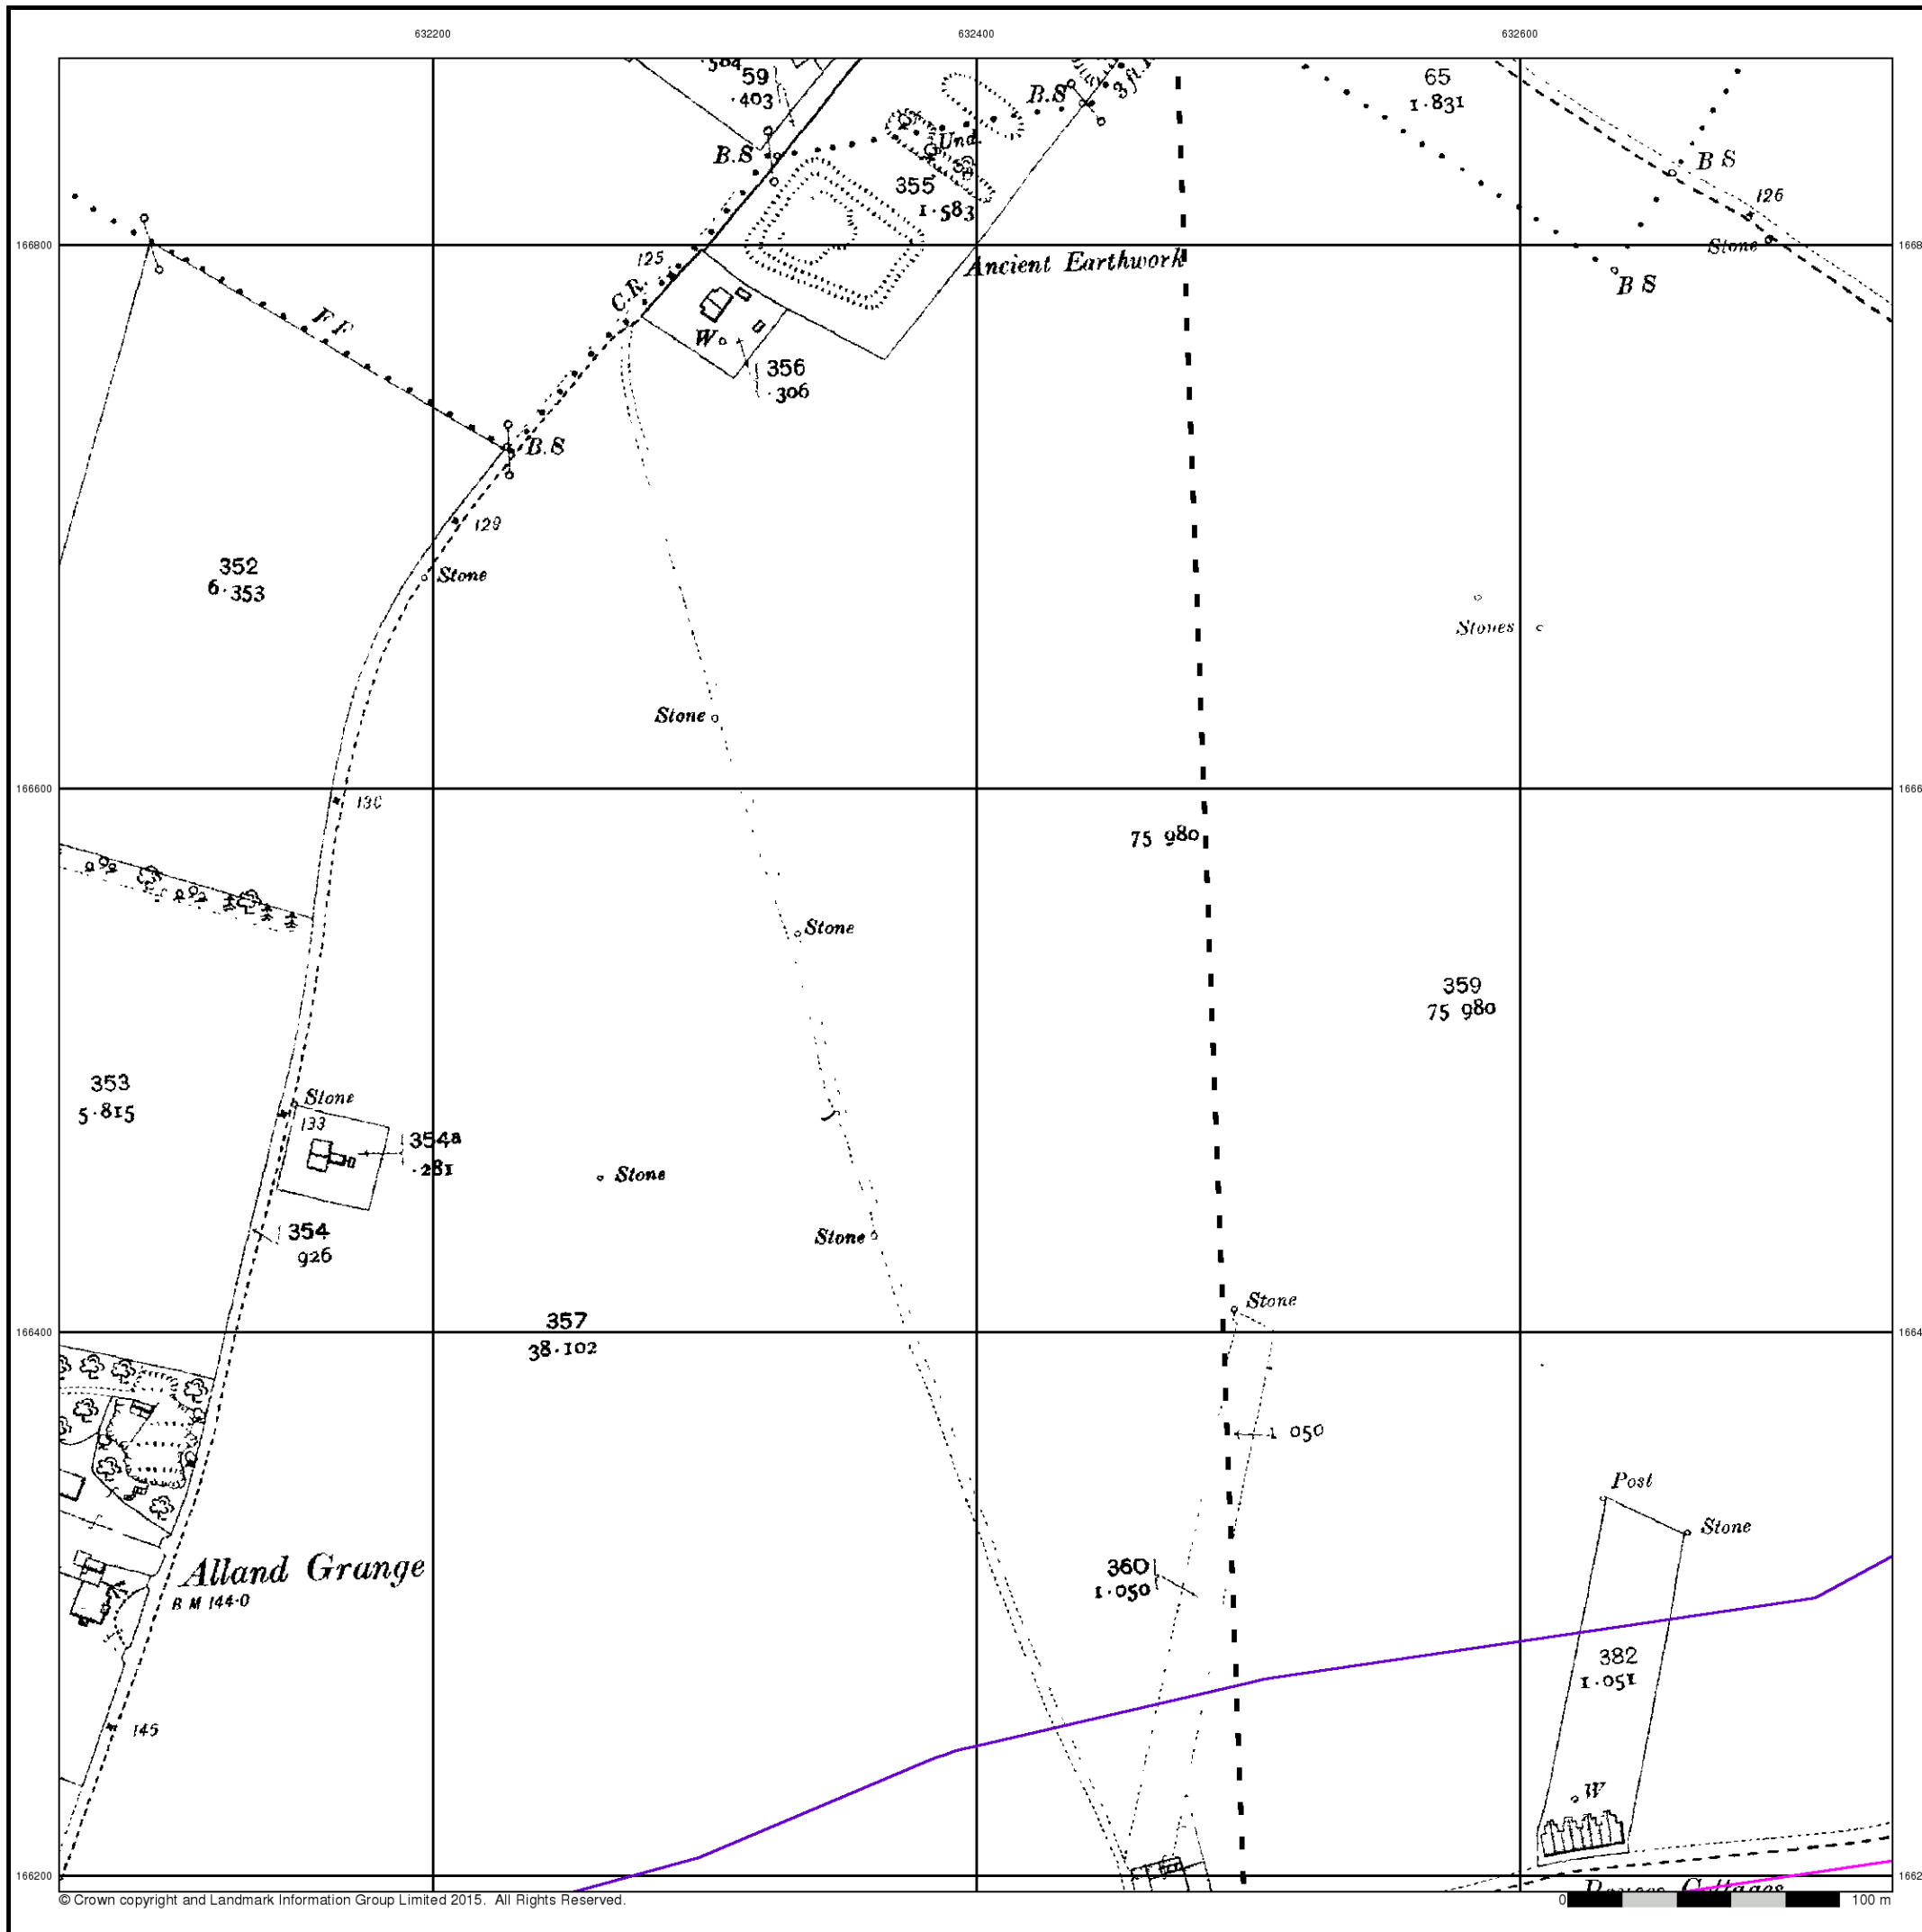 632200
632400
632600
59
.403
B.S
3 ft.
65
1.831
B.S
Und.
355
1.583
B S
126
Stone
B S
166800
125
C.R.
Ancient Earthwork
F F
W
356
.306
B.S
129
Stone
352
6.353
Stones
Stone
166600
130
75 980
Stone
359
75 980
353
5.815
Stone
133
354a
.281
Stone
354
926
Stone
Stone
166400
357
38.102
1 050
Post
Stone
Alland Grange
B M 144.0
360
1.050
382
1.051
145
W
166200
© Crown copyright and Landmark Information Group Limited 2015. All Rights Reserved.
Cottages
0
100 m